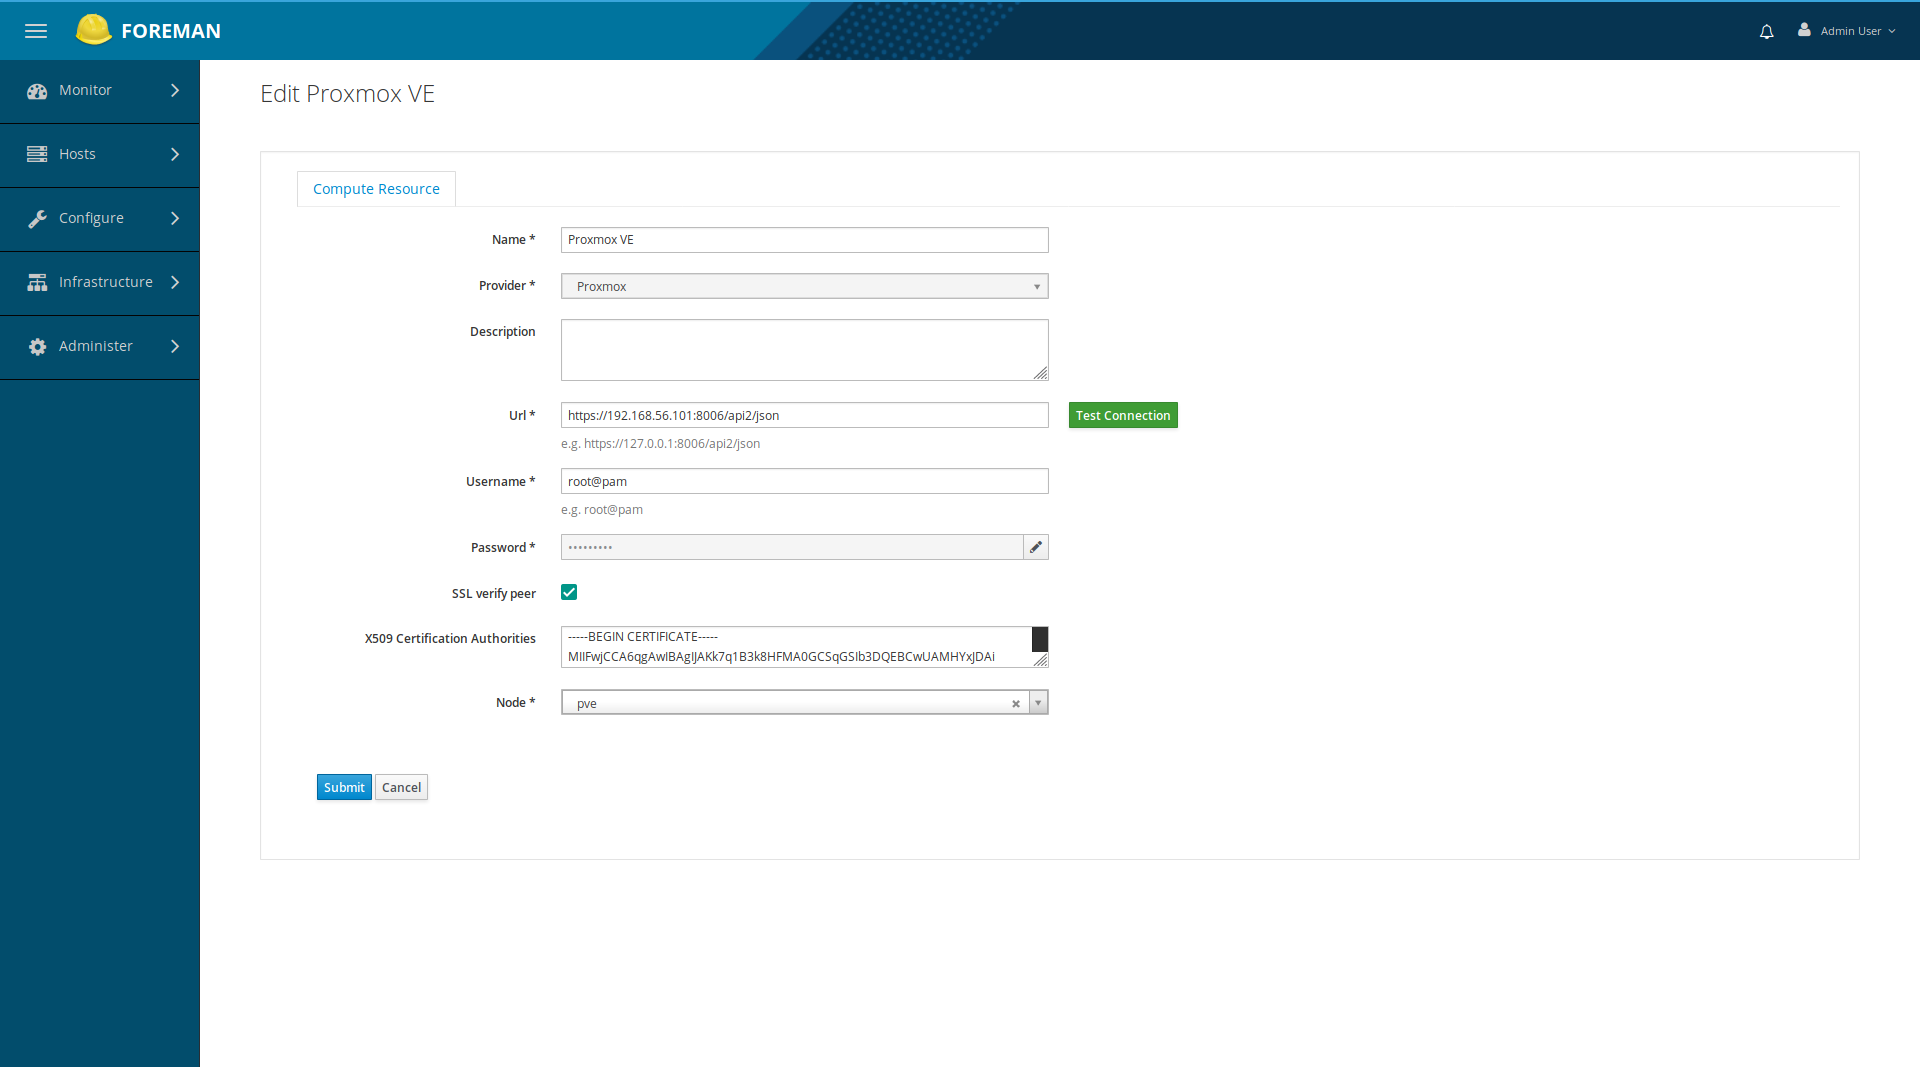 FOREMAN
Admin User
Monitor
Hosts
Configure
Infrastructure
Administer
Edit Proxmox VE
Compute Resource
Name *
Proxmox VE
Provider *
Proxmox
Description
Url *
https://192.168.56.101:8006/api2/json
Test Connection
e.g. https://127.0.0.1:8006/api2/json
Username *
root@pam
e.g. root@pam
Password *
•••••••••
SSL verify peer
X509 Certification Authorities
-----BEGIN CERTIFICATE-----
MIIFwjCCA6qgAwIBAgIJAKk7q1B3k8HFMA0GCSqGSIb3DQEBCwUAMHYxJDAi
Node *
pve
Submit
Cancel